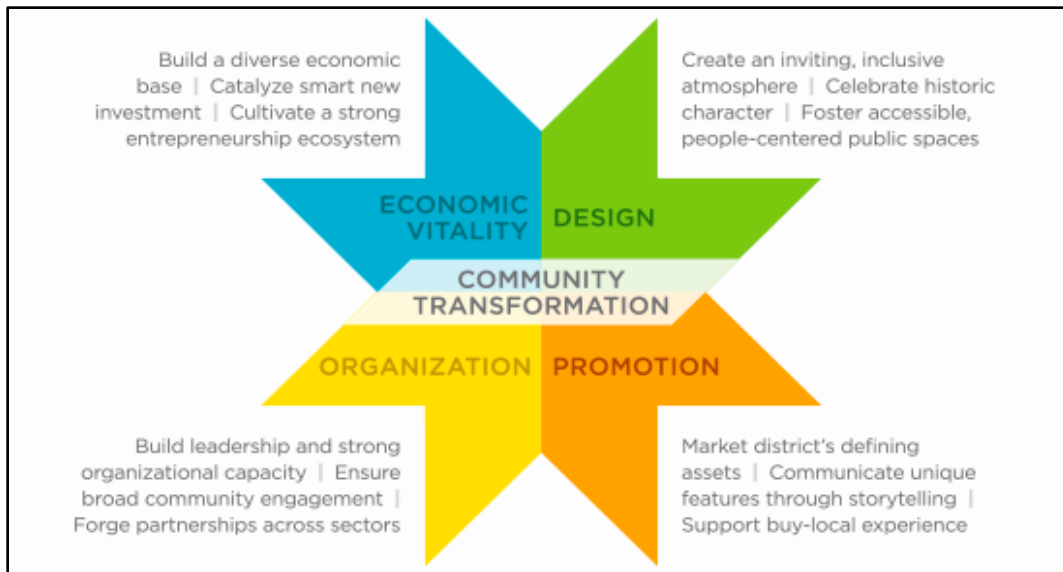 Build a diverse economic
base | Catalyze smart new
investment | Cultivate a strong
entrepreneurship ecosystem
Create an inviting, inclusive
atmosphere | Celebrate historic
character | Foster accessible,
people-centered public spaces
ECONOMIC
VITALITY
DESIGN
COMMUNITY
TRANSFORMATION
ORGANIZATION
PROMOTION
Build leadership and strong
organizational capacity | Ensure
broad community engagement |
Forge partnerships across sectors
Market district's defining
assets | Communicate unique
features through storytelling |
Support buy-local experience